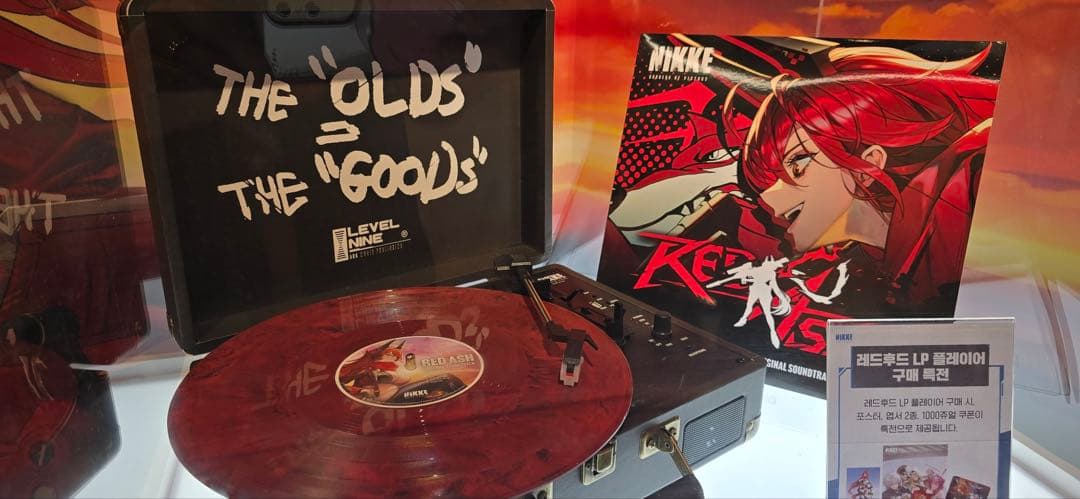 THE "OLDS"
=
THE "GOODS"
LEVEL
NINE
®
NIKKE
GODDESS OF VICTORY
RED
RED ASH
NIKKE
NIKKE
레드후드 LP 플레이어
구매 특전
레드후드 LP 플레이어 구매 시,
포스터, 엽서 2종, 1000쥬얼 쿠폰이
특전으로 제공됩니다.